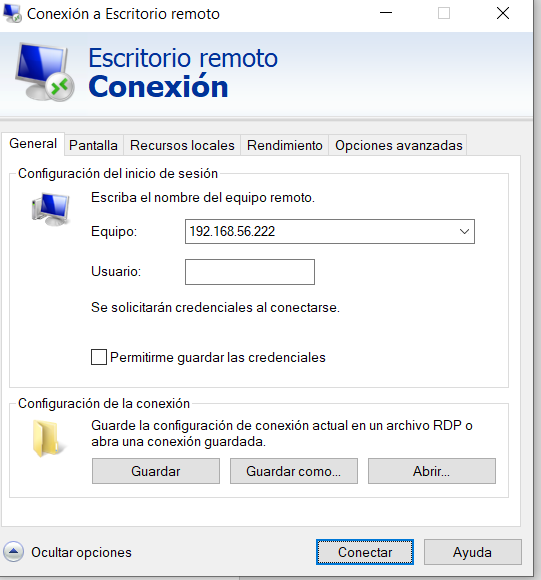 Conexión a Escritorio remoto
Escritorio remoto
Conexión
General Pantalla Recursos locales Rendimiento Opciones avanzadas
Configuración del inicio de sesión
Escriba el nombre del equipo remoto.
Equipo: 192.168.56.222
Usuario:
Se solicitarán credenciales al conectarse.
Permitirme guardar las credenciales
Configuración de la conexión
Guarde la configuración de conexión actual en un archivo RDP o
abra una conexión guardada.
Guardar Guardar como... Abrir...
Ocultar opciones Conectar Ayuda